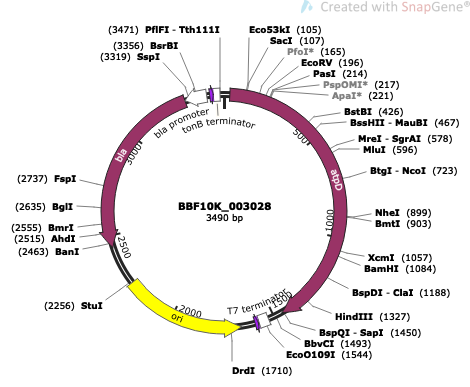 Created with SnapGene®
(3471) PflFI - Tth111I
(3356) BsrBI
(3319) SspI
Eco53kI (105)
SacI (107)
PfoI* (165)
EcoRV (196)
PasI (214)
PspOMI* (217)
ApaI* (221)
BstBI (426)
BssHII - MauBI (467)
MreI - SgrAI (578)
MluI (596)
BtgI - NcoI (723)
NheI (899)
BmtI (903)
XcmI (1057)
BamHI (1084)
BspDI - ClaI (1188)
HindIII (1327)
BspQI - SapI (1450)
BbvCI (1493)
EcoO109I (1544)
DrdI (1710)
(2256) StuI
(2463) BanI
(2515) AhdI
(2555) BmrI
(2635) BglI
(2737) FspI
bla promoter
tonB terminator
bla
atpD
T7 terminator
ori
500
1000
1500
2000
2500
3000
BBF10K_003028
3490 bp